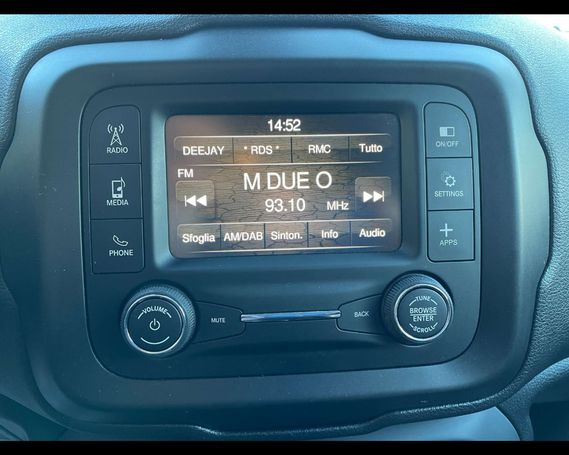 14:52
DEEJAY * RDS * RMC Tutto
FM
M DUE O
93.10 MHz
Sfoglia AM/DAB Sinton. Info Audio
RADIO
MEDIA
PHONE
ON/OFF
SETTINGS
APPS
VOLUME
MUTE
BACK
TUNE
BROWSE
ENTER
SCROLL